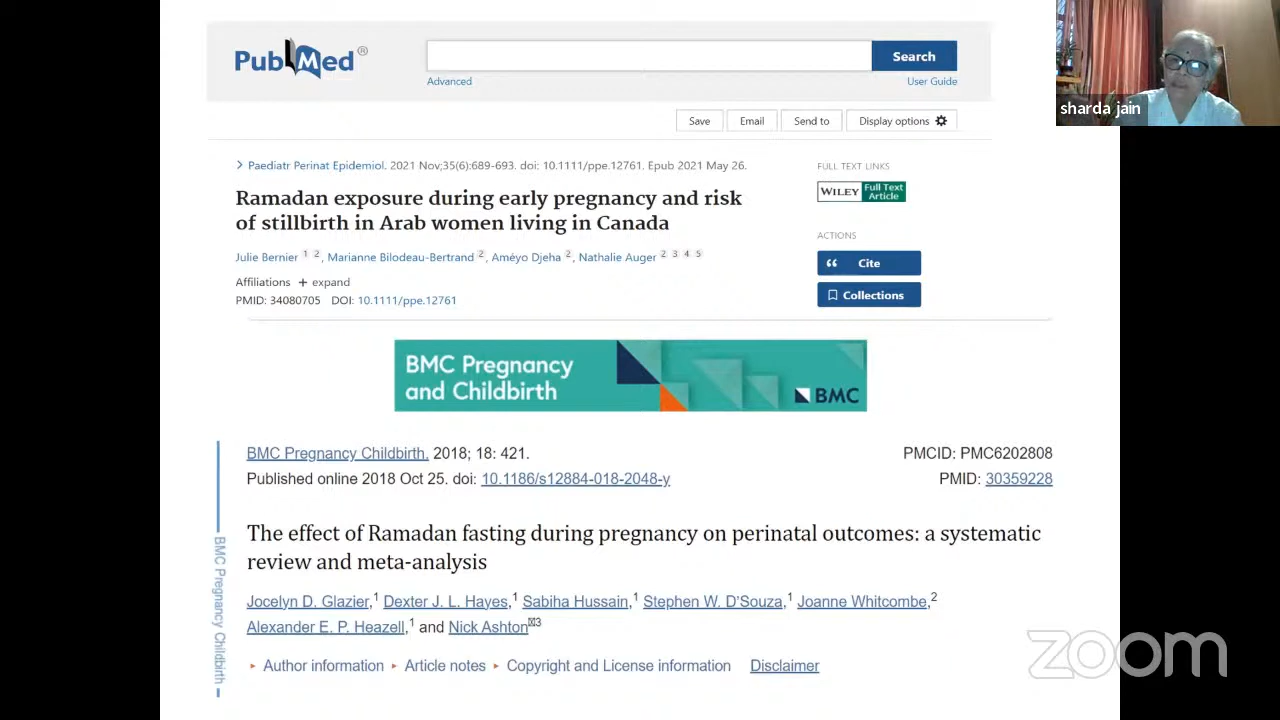 PubMed®
Search
Advanced
User Guide
Save
Email
Send to
Display options
sharda jain
Paediatr Perinat Epidemiol. 2021 Nov;35(6):689-693. doi: 10.1111/ppe.12761. Epub 2021 May 26.
Ramadan exposure during early pregnancy and risk
of stillbirth in Arab women living in Canada
Julie Bernier 1 2, Marianne Bilodeau-Bertrand 2, Améyo Djeha 2, Nathalie Auger 2 3 4 5
Affiliations + expand
PMID: 34080705 DOI: 10.1111/ppe.12761
FULL TEXT LINKS
WILEY Full Text
Article
ACTIONS
Cite
Collections
BMC Pregnancy
and Childbirth
BMC
BMC Pregnancy Childbirth. 2018; 18: 421.
PMCID: PMC6202808
Published online 2018 Oct 25. doi: 10.1186/s12884-018-2048-y
PMID: 30359228
The effect of Ramadan fasting during pregnancy on perinatal outcomes: a systematic
review and meta-analysis
Jocelyn D. Glazier,1 Dexter J. L. Hayes,1 Sabiha Hussain,1 Stephen W. D'Souza,1 Joanne Whitcombe,2
Alexander E. P. Heazell,1 and Nick Ashton✉3
Author information Article notes Copyright and License information Disclaimer
BMC Pregnancy Childbirth
zoom